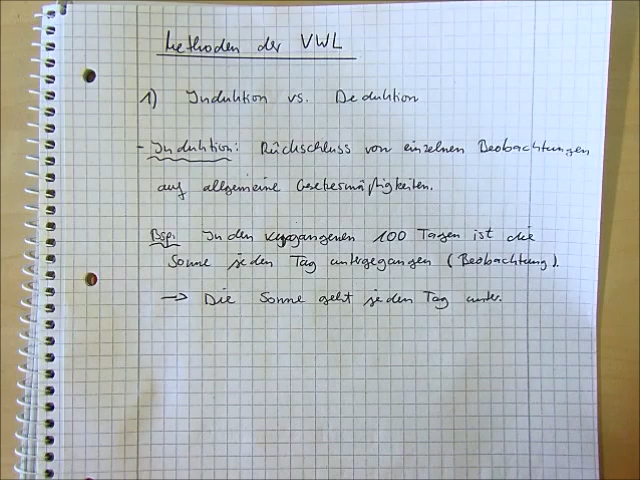 Methoden der VWL
1) Induktion vs. Deduktion
- Induktion: Rückschluss von einzelnen Beobachtungen
auf allgemeine Gesetzmäßigkeiten.
Bsp: In den vergangenen 100 Tagen ist die
Sonne jeden Tag untergegangen (Beobachtung).
→ Die Sonne geht jeden Tag unter.